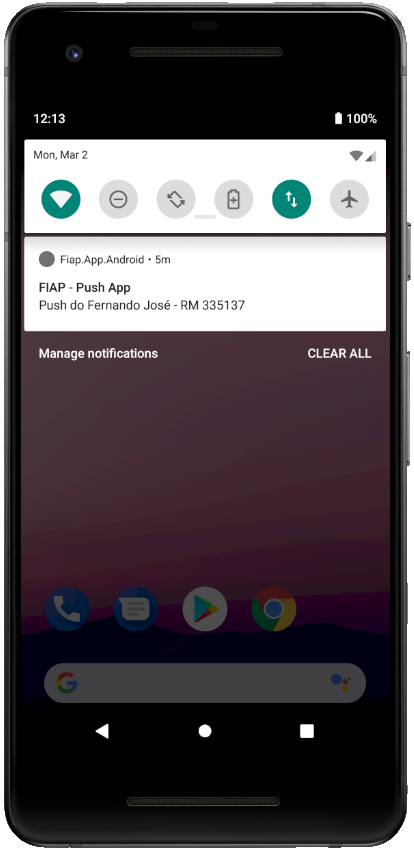 12:13
100%
Mon, Mar 2
Fiap.App.Android • 5m
FIAP - Push App
Push do Fernando José - RM 335137
Manage notifications
CLEAR ALL